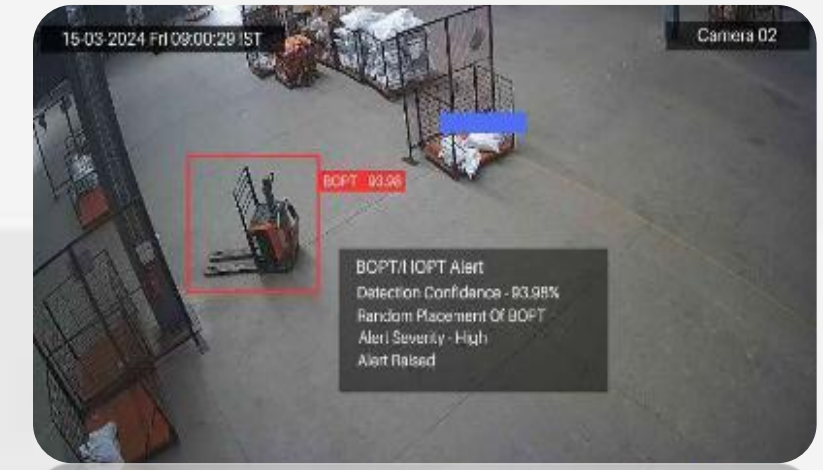 15-03-2024 Fri 09:00:29 IST
Camera 02
BOPT 93.98
BOPT/HOPT Alert
Detection Confidence - 93.98%
Random Placement Of BOPT
Alert Severity - High
Alert Raised